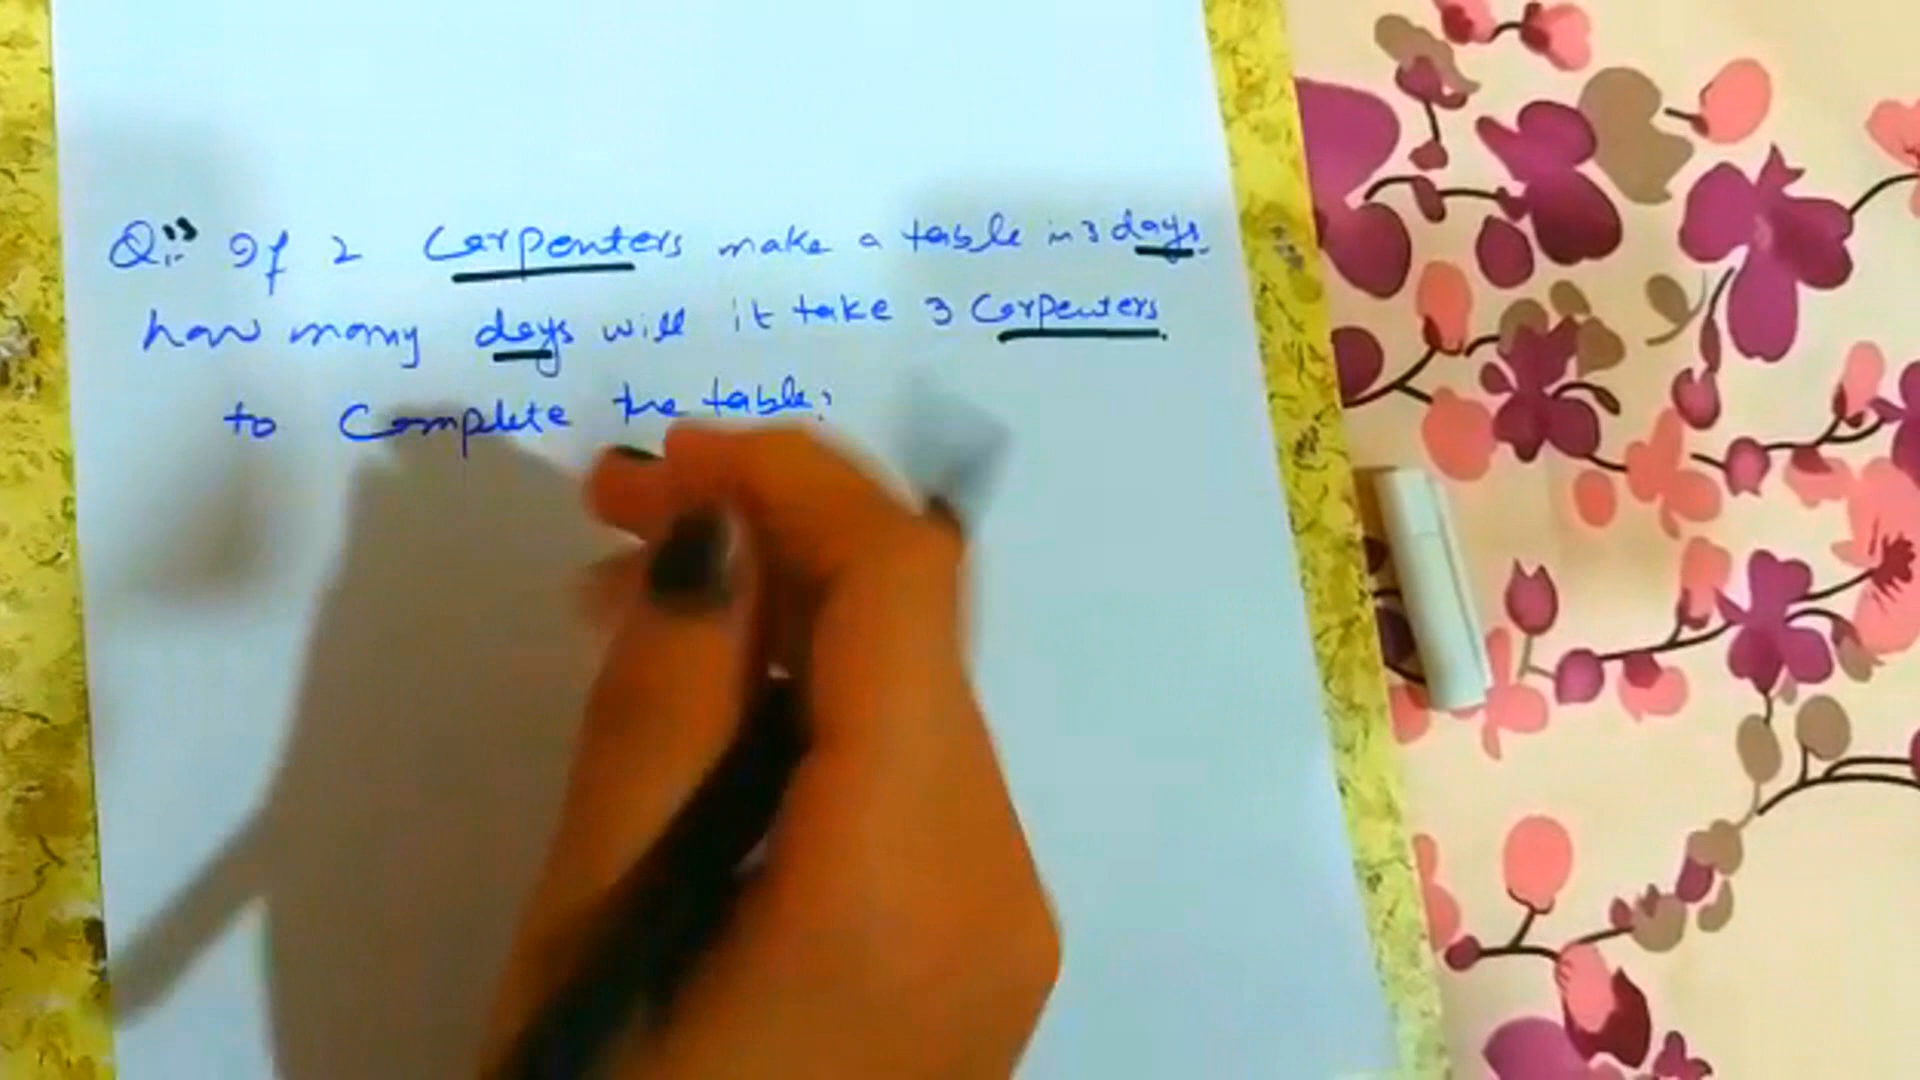 Q:- If 2 Carpenters make a table in 3 days.
how many days will it take 3 Carpenters
to Complete the table?